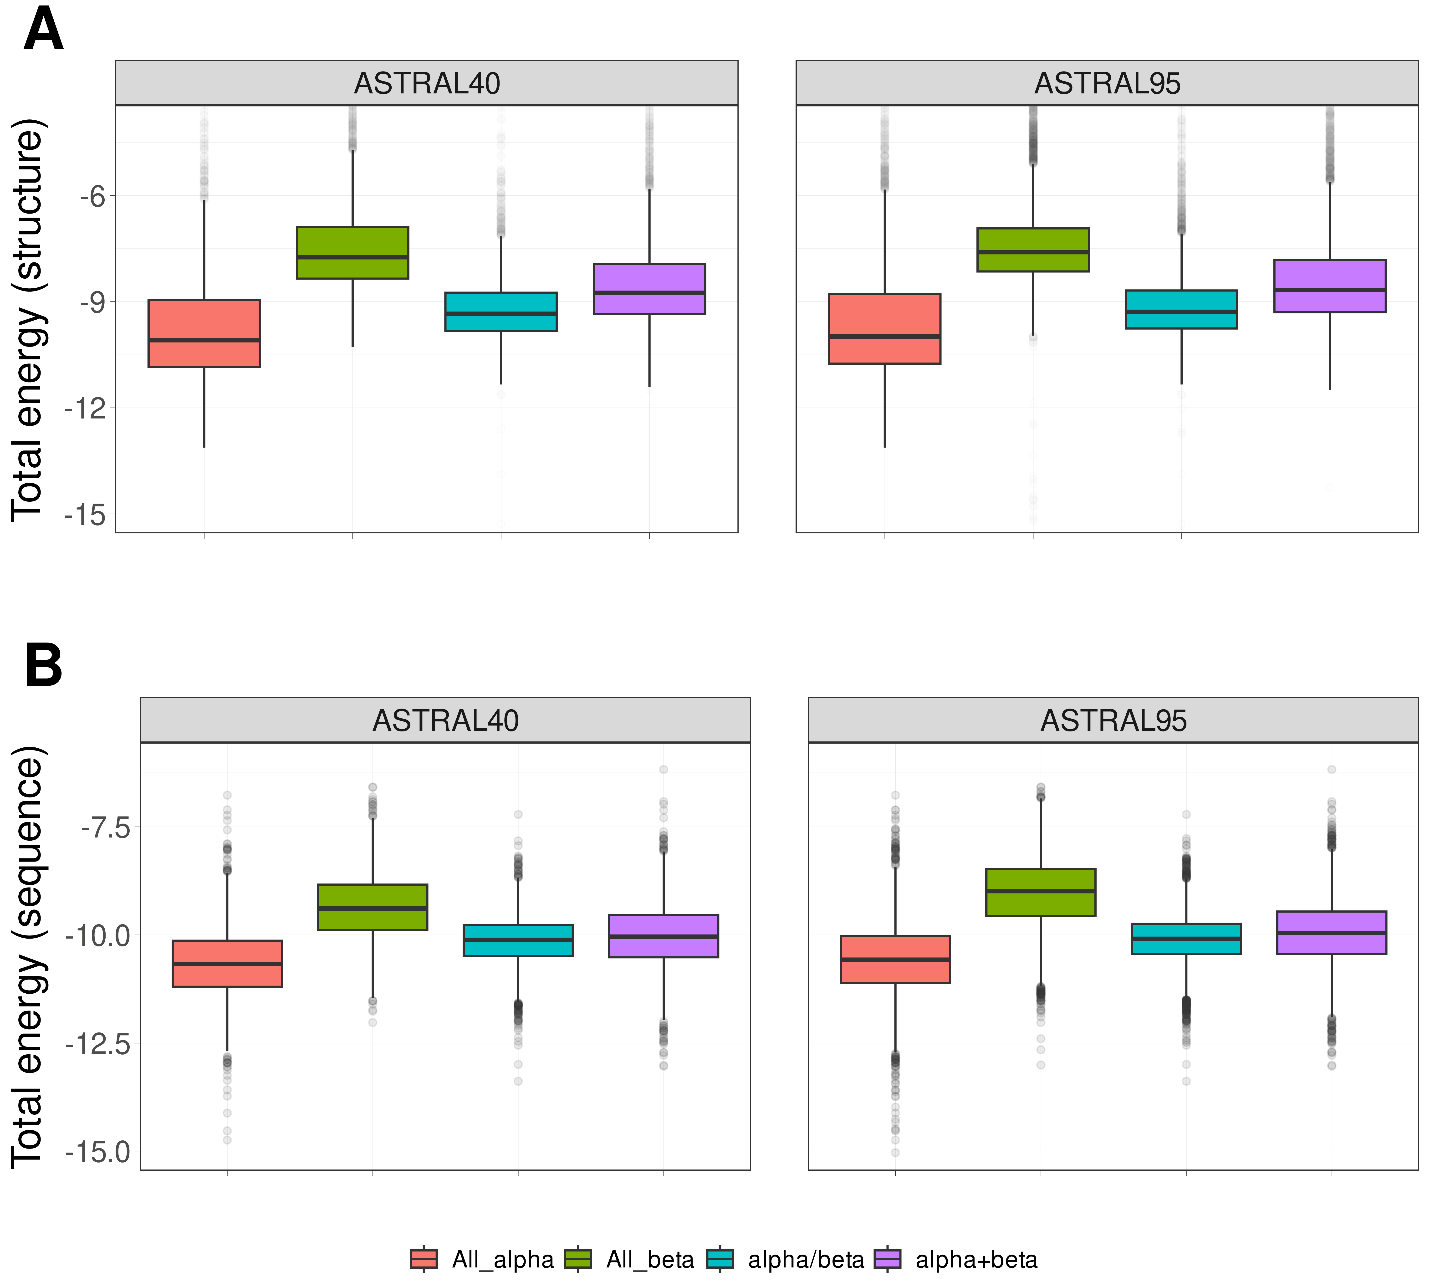 A
ASTRAL40
ASTRAL95
Total energy (structure)
-6
-9
-12
-15
B
ASTRAL40
ASTRAL95
Total energy (sequence)
-7.5
-10.0
-12.5
-15.0
All_alpha All_beta alpha/beta alpha+beta